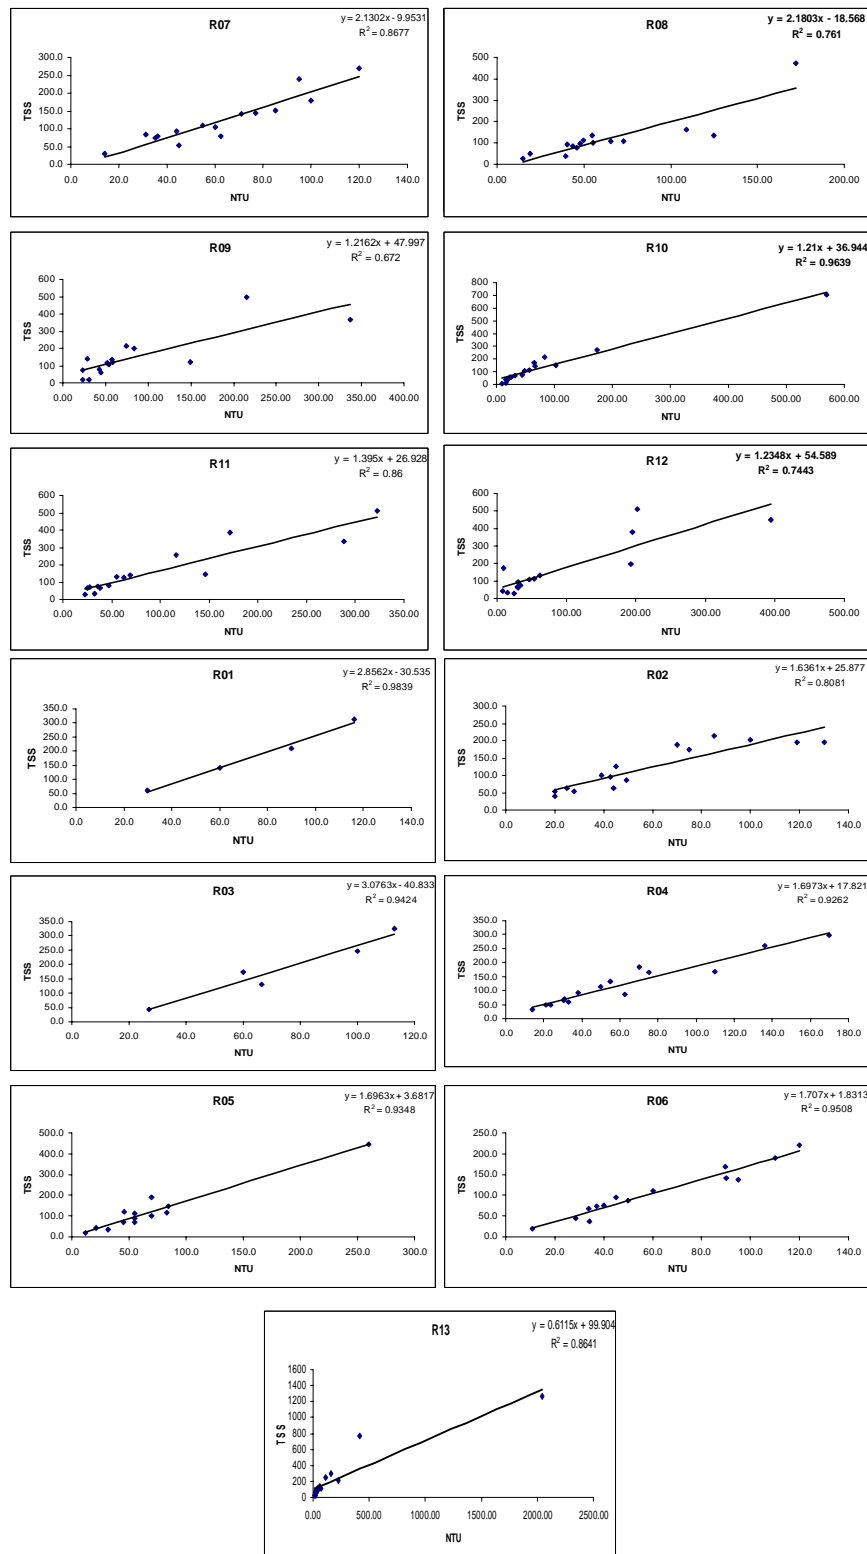 R07
y = 2.1302x - 9.9531
R² = 0.8677
300.0
250.0
200.0
150.0
100.0
50.0
0.0
TSS
0.0 20.0 40.0 60.0 80.0 100.0 120.0 140.0
NTU
R08
y = 2.1803x - 18.568
R² = 0.761
500
400
300
200
100
0
TSS
0.00 50.00 100.00 150.00 200.00
NTU
R09
y = 1.2162x + 47.997
R² = 0.672
600
500
400
300
200
100
0
TSS
0.00 50.00 100.00 150.00 200.00 250.00 300.00 350.00 400.00
NTU
R10
y = 1.21x + 36.944
R² = 0.9639
800
700
600
500
400
300
200
100
0
TSS
0.00 100.00 200.00 300.00 400.00 500.00 600.00
NTU
R11
y = 1.395x + 26.928
R² = 0.86
600
500
400
300
200
100
0
TSS
0.00 50.00 100.00 150.00 200.00 250.00 300.00 350.00
NTU
R12
y = 1.2348x + 54.589
R² = 0.7443
600
500
400
300
200
100
0
TSS
0.00 100.00 200.00 300.00 400.00 500.00
NTU
R01
y = 2.8562x - 30.535
R² = 0.9839
350.0
300.0
250.0
200.0
150.0
100.0
50.0
0.0
TSS
0.0 20.0 40.0 60.0 80.0 100.0 120.0 140.0
NTU
R02
y = 1.6361x + 25.877
R² = 0.8081
300.0
250.0
200.0
150.0
100.0
50.0
0.0
TSS
0.0 20.0 40.0 60.0 80.0 100.0 120.0 140.0
NTU
R03
y = 3.0763x - 40.833
R² = 0.9424
350.0
300.0
250.0
200.0
150.0
100.0
50.0
0.0
TSS
0.0 20.0 40.0 60.0 80.0 100.0 120.0
NTU
R04
y = 1.6973x + 17.821
R² = 0.9262
350.0
300.0
250.0
200.0
150.0
100.0
50.0
0.0
TSS
0.0 20.0 40.0 60.0 80.0 100.0 120.0 140.0 160.0 180.0
NTU
R05
y = 1.6963x + 3.6817
R² = 0.9348
500.0
400.0
300.0
200.0
100.0
0.0
TSS
0.0 50.0 100.0 150.0 200.0 250.0 300.0
NTU
R06
y = 1.707x + 1.8313
R² = 0.9508
250.0
200.0
150.0
100.0
50.0
0.0
TSS
0.0 20.0 40.0 60.0 80.0 100.0 120.0 140.0
NTU
R13
y = 0.6115x + 99.904
R² = 0.8641
1600
1400
1200
1000
800
600
400
200
0
TSS
0.00 500.00 1000.00 1500.00 2000.00 2500.00
NTU